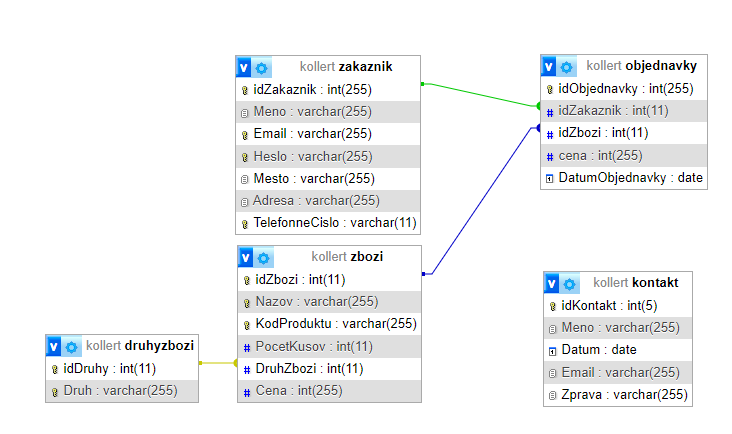 kollert zakaznik
idZakaznik : int(255)
Meno : varchar(255)
Email : varchar(255)
Heslo : varchar(255)
Mesto : varchar(255)
Adresa : varchar(255)
TelefonneCislo : varchar(11)
kollert objednavky
idObjednavky : int(255)
idZakaznik : int(11)
idZbozi : int(11)
cena : int(255)
DatumObjednavky : date
kollert zbozi
idZbozi : int(11)
Nazov : varchar(255)
KodProduktu : varchar(255)
PocetKusov : int(11)
DruhZbozi : int(11)
Cena : int(255)
kollert kontakt
idKontakt : int(5)
Meno : varchar(255)
Datum : date
Email : varchar(255)
Zprava : varchar(255)
kollert druhyzbozi
idDruhy : int(11)
Druh : varchar(255)